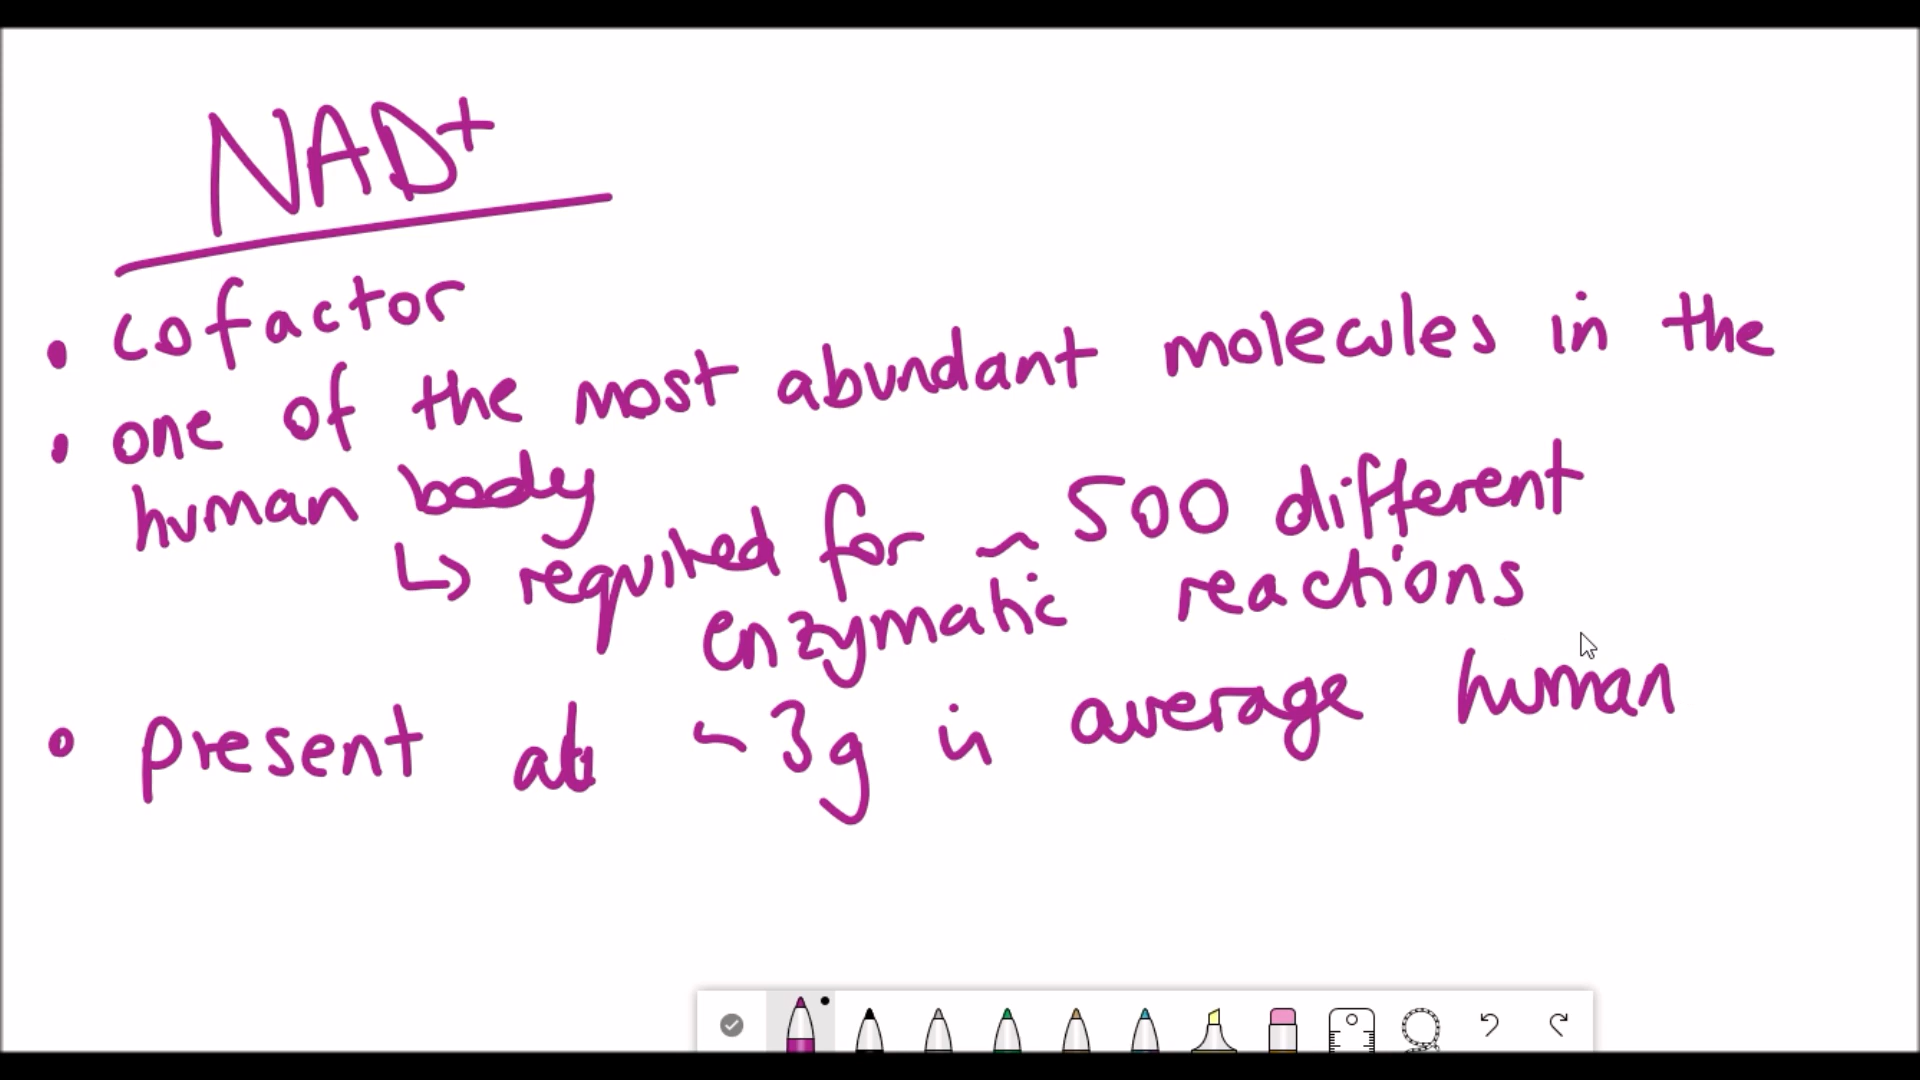 NAD+
• cofactor
• one of the most abundant molecules in the
human body
↳ required for ~ 500 different
enzymatic reactions
• Present at ~3g in average human